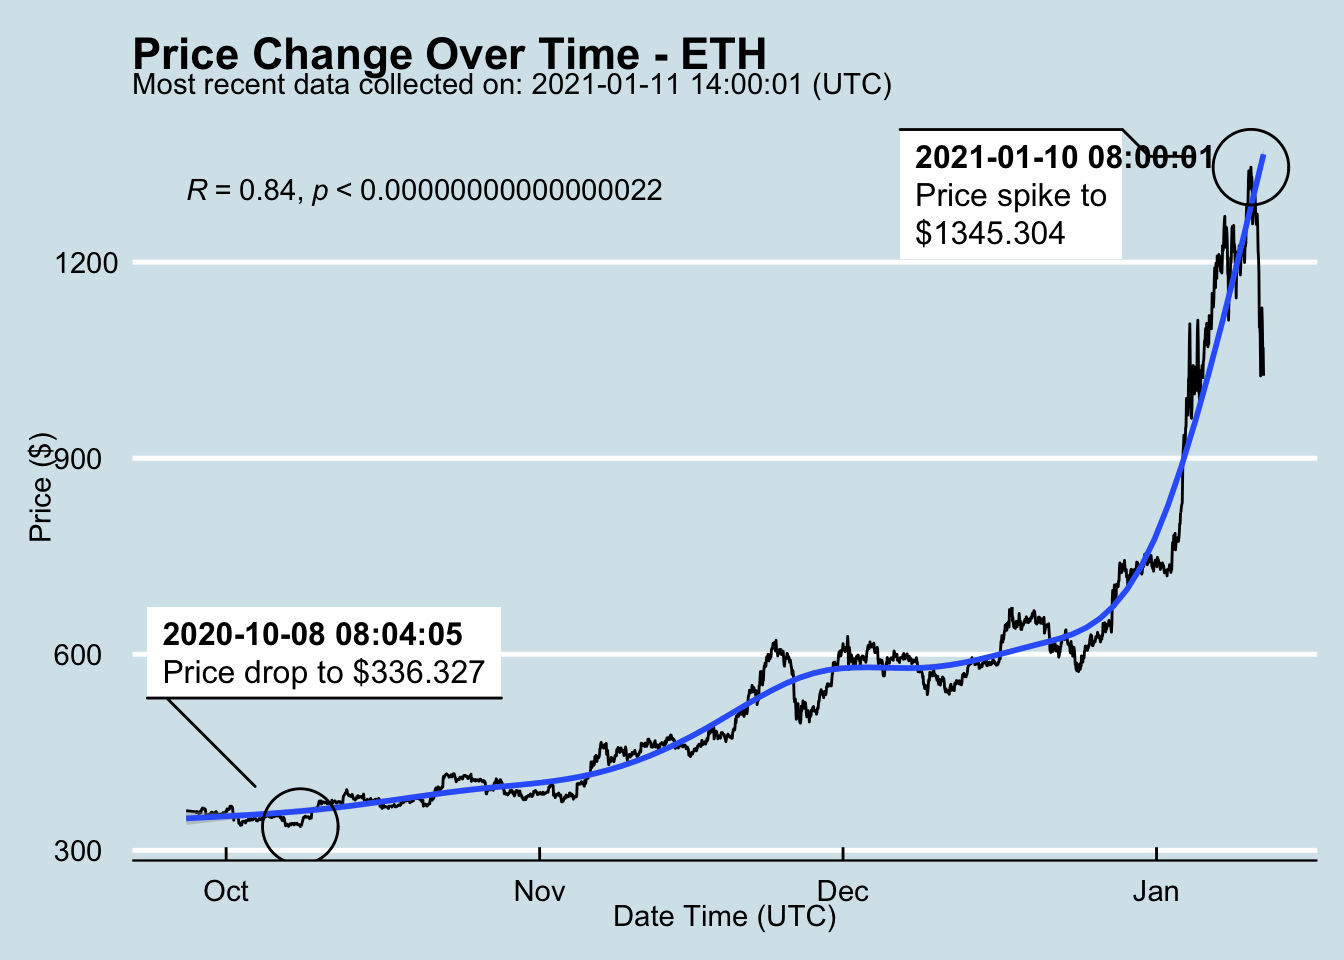 Price Change Over Time - ETH
Most recent data collected on: 2021-01-11 14:00:01 (UTC)
2021-01-10 08:00:01
Price spike to
$1345.304
R = 0.84, p < 0.00000000000000022
1200
900
Price ($)
2020-10-08 08:04:05
Price drop to $336.327
600
300
Oct Nov Dec Jan
Date Time (UTC)